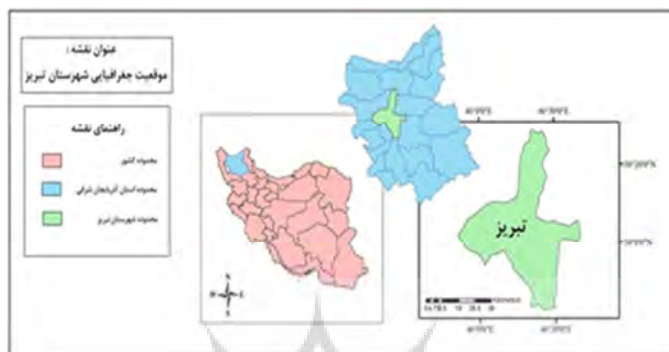 عنوان نقشه :
موقعیت جغرافیایی شهرستان تبریز
راهنمای نقشه
محدوده کشور
محدوده استان آذربایجان شرقی
محدوده شهرستان تبریز
تبریز
N
W E
S